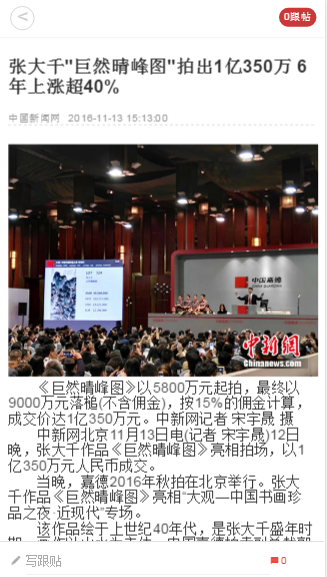 0跟帖
张大千"巨然晴峰图"拍出1亿350万 6
年上涨超40%
中国新闻网 2016-11-13 15:13:00
中国嘉德
中新网
《巨然晴峰图》以5800万元起拍，最终以
9000万元落槌(不含佣金)，按15%的佣金计算，
成交价达1亿350万元。中新网记者 宋宇晟 摄
中新网北京11月13日电(记者 宋宇晟)12日
晚，张大千作品《巨然晴峰图》亮相拍场，以1
亿350万元人民币成交。
当晚，嘉德2016年秋拍在北京举行。张大
千作品《巨然晴峰图》亮相“大观—中国书画珍
品之夜·近现代”专场。
该作品绘于上世纪40年代，是张大千盛年时
写跟贴
0